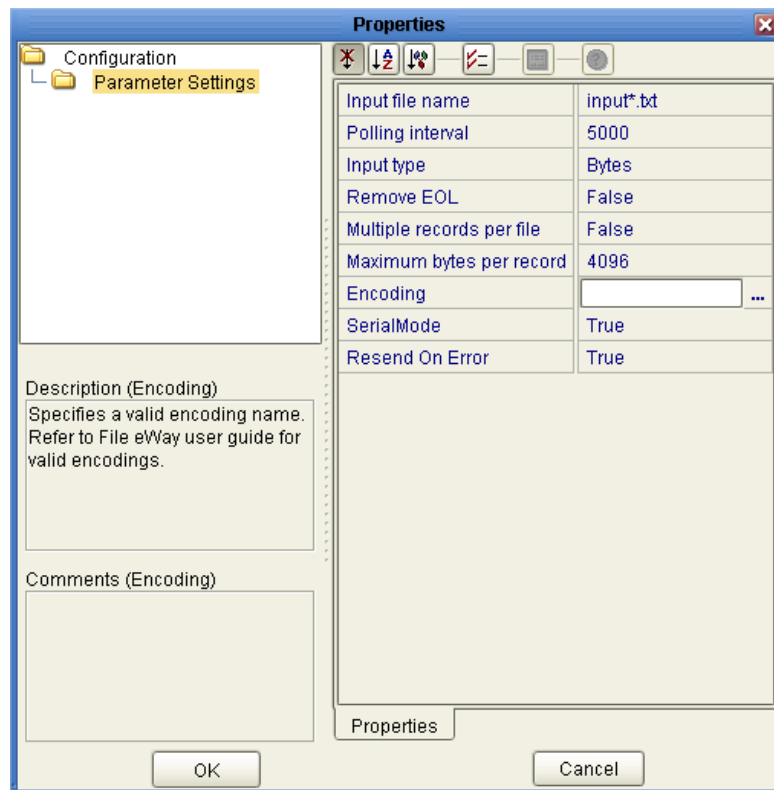 Properties
Configuration
Parameter Settings
Input file name input*.txt
Polling interval 5000
Input type Bytes
Remove EOL False
Multiple records per file False
Maximum bytes per record 4096
Encoding ...
SerialMode True
Resend On Error True
Description (Encoding)
Specifies a valid encoding name.
Refer to File eWay user guide for
valid encodings.
Comments (Encoding)
Properties
OK Cancel